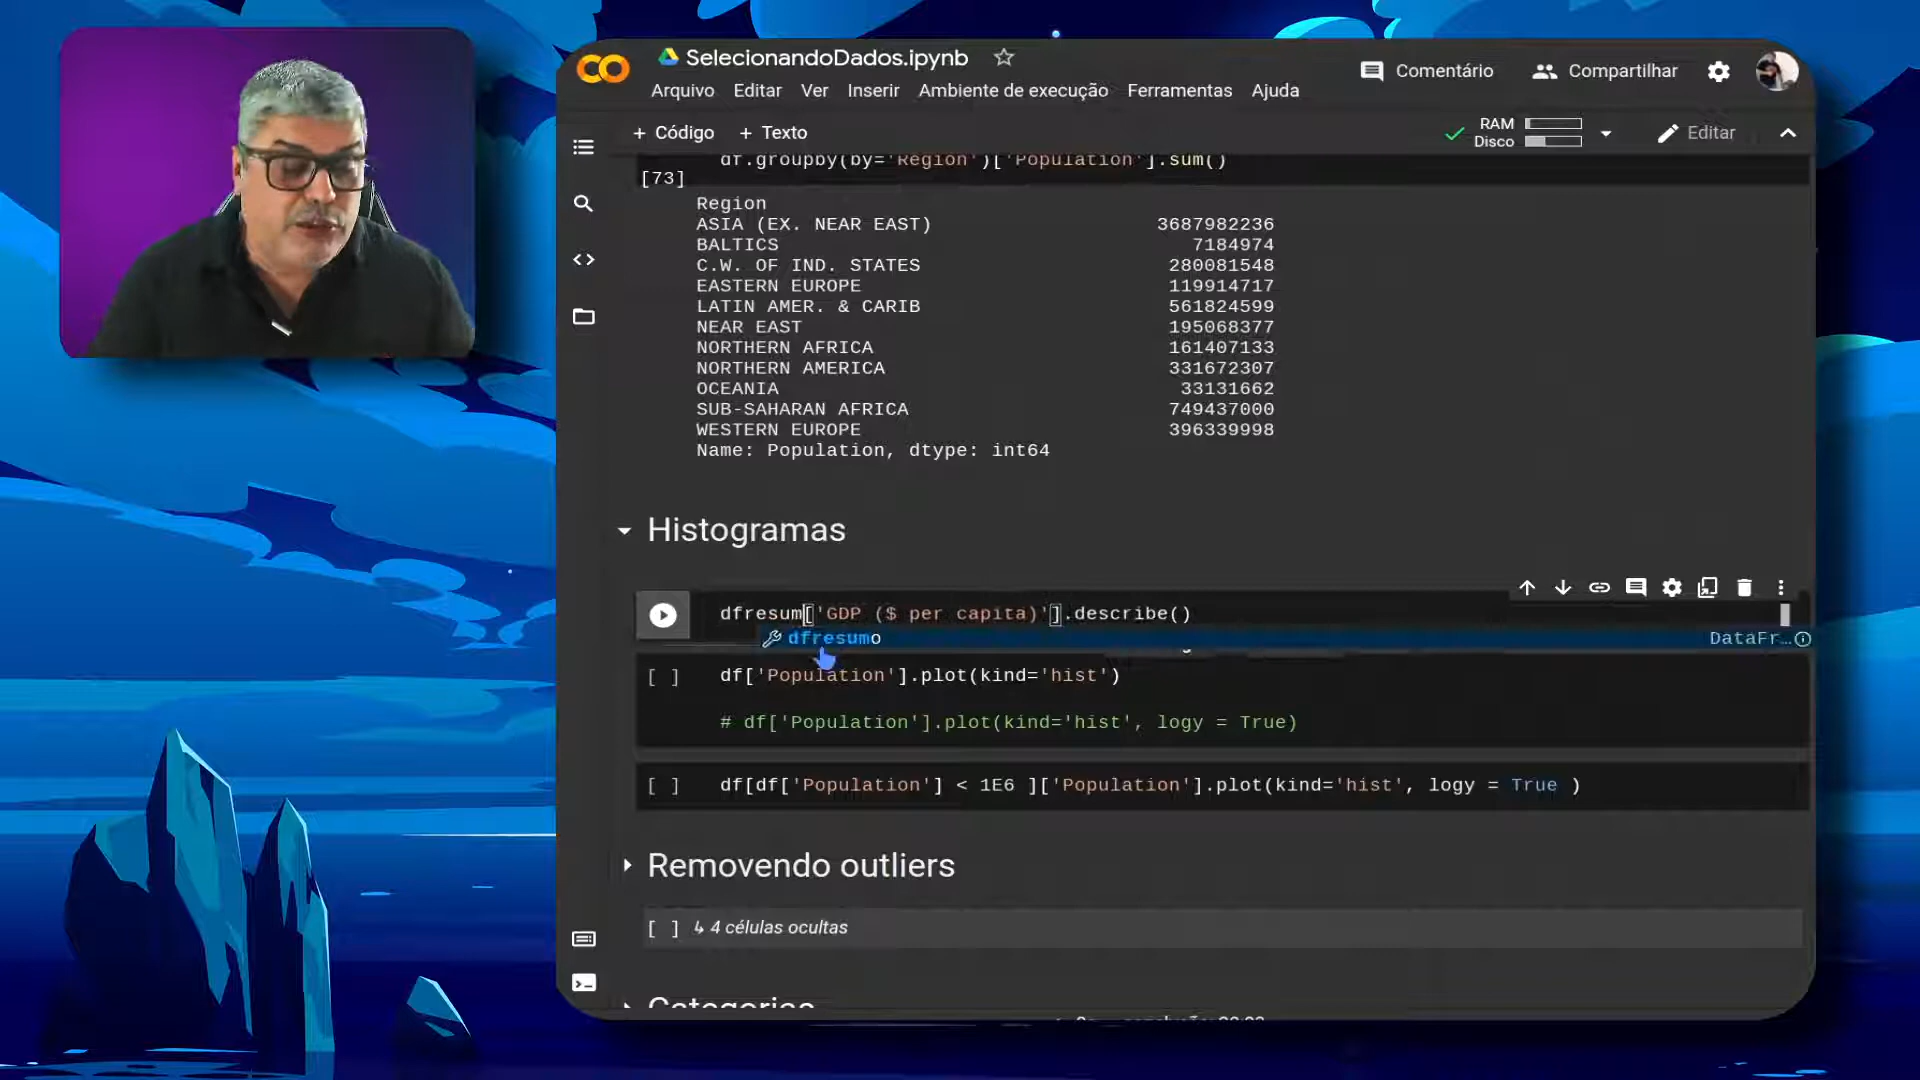 SelecionandoDados.ipynb
Comentário
Compartilhar
Arquivo Editar Ver Inserir Ambiente de execução Ferramentas Ajuda
+ Código + Texto
RAM
Disco
Editar
df.groupby(by='Region')['Population'].sum()
[73]
Region
ASIA (EX. NEAR EAST) 3687982236
BALTICS 7184974
C.W. OF IND. STATES 280081548
EASTERN EUROPE 119914717
LATIN AMER. & CARIB 561824599
NEAR EAST 195068377
NORTHERN AFRICA 161407133
NORTHERN AMERICA 331672307
OCEANIA 33131662
SUB-SAHARAN AFRICA 749437000
WESTERN EUROPE 396339998
Name: Population, dtype: int64
Histogramas
dfresum['GDP ($ per capita)'].describe()
dfresumo DataFr...
[ ] df['Population'].plot(kind='hist')
# df['Population'].plot(kind='hist', logy = True)
[ ] df[df['Population'] < 1E6 ]['Population'].plot(kind='hist', logy = True )
Removendo outliers
[ ] ↳ 4 células ocultas